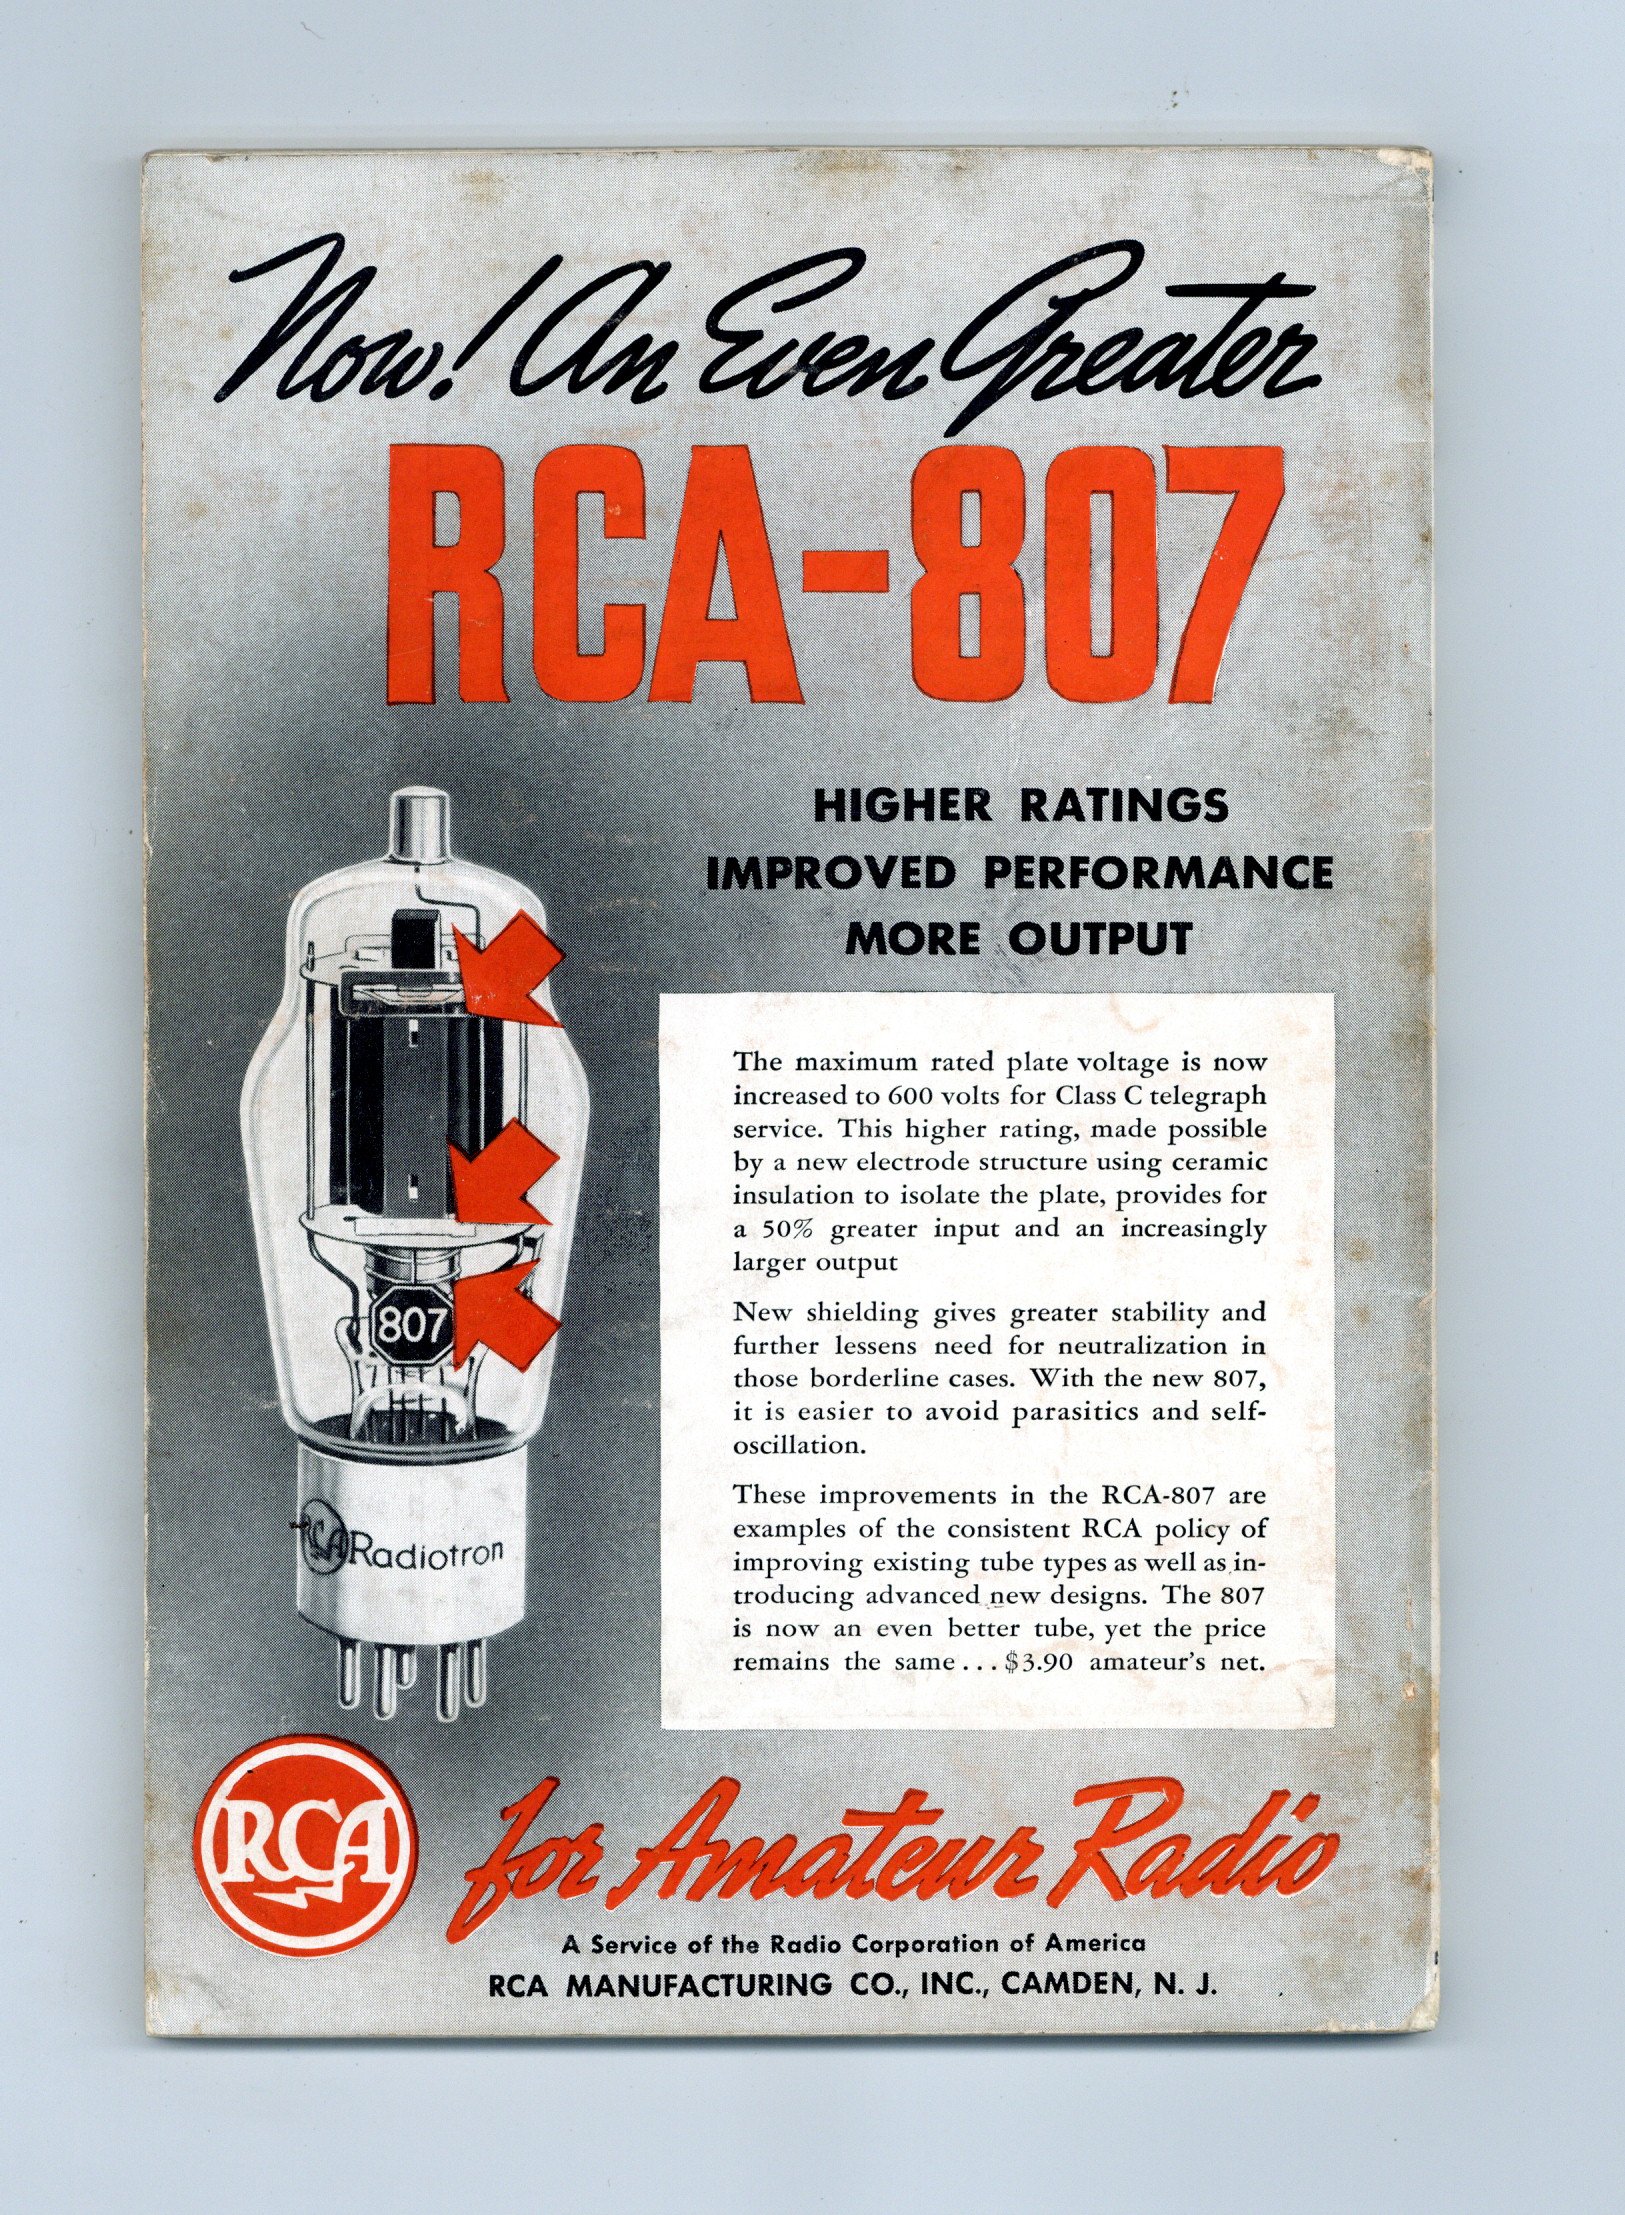 Now! An Even Greater
RCA-807
HIGHER RATINGS
IMPROVED PERFORMANCE
MORE OUTPUT
The maximum rated plate voltage is now
increased to 600 volts for Class C telegraph
service. This higher rating, made possible
by a new electrode structure using ceramic
insulation to isolate the plate, provides for
a 50% greater input and an increasingly
larger output
New shielding gives greater stability and
further lessens need for neutralization in
those borderline cases. With the new 807,
it is easier to avoid parasitics and self-
oscillation.
These improvements in the RCA-807 are
examples of the consistent RCA policy of
improving existing tube types as well as in-
troducing advanced new designs. The 807
is now an even better tube, yet the price
remains the same . . . $3.90 amateur's net.
807
RCA Radiotron
RCA
for Amateur Radio
A Service of the Radio Corporation of America
RCA MANUFACTURING CO., INC., CAMDEN, N. J.